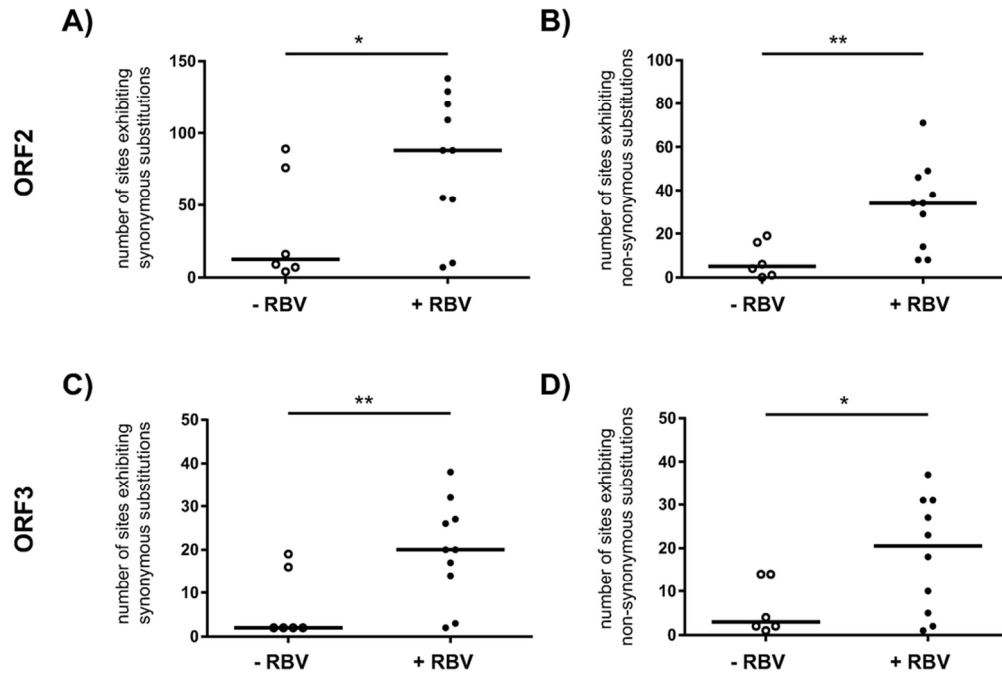 A)
B)
ORF2
number of sites exhibiting
synonymous substitutions
150
100
50
0
*
- RBV
+ RBV
number of sites exhibiting
non-synonymous substitutions
100
80
60
40
20
0
**
- RBV
+ RBV
C)
D)
ORF3
number of sites exhibiting
synonymous substitutions
50
40
30
20
10
0
**
- RBV
+ RBV
number of sites exhibiting
non-synonymous substitutions
50
40
30
20
10
0
*
- RBV
+ RBV